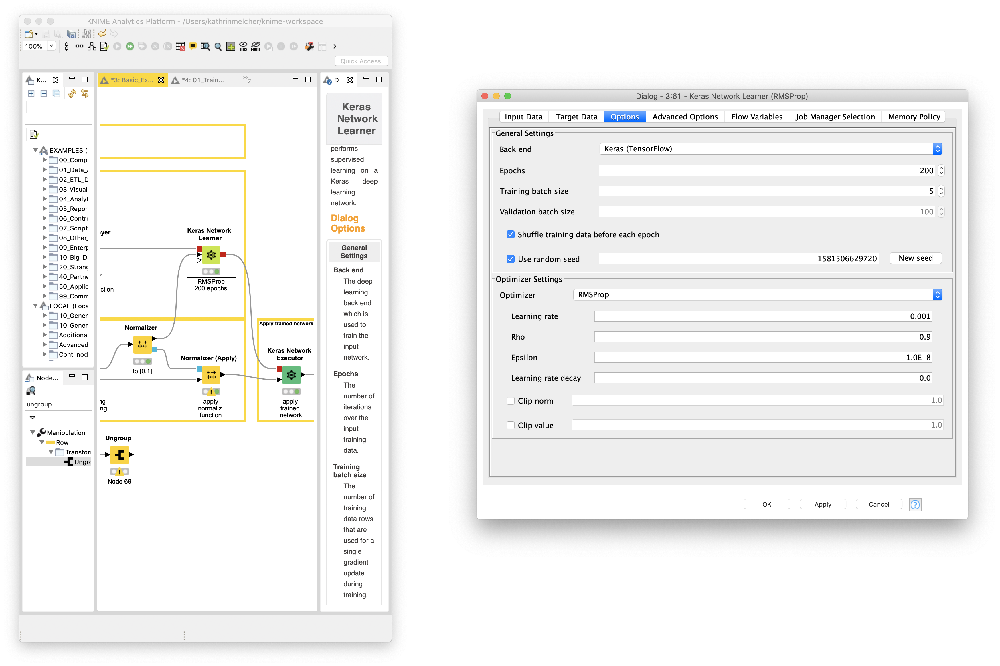 KNIME Analytics Platform - /Users/kathrinmelcher/knime-workspace
100%
#ID
NAME
Quick Access
K...
*3: Basic_Ex...
*4: 01_Train...
»7
D
EXAMPLES (
00_Comp
01_Data_
02_ETL_D
03_Visuali
04_Analyt
05_Repor
06_Contro
07_Script
08_Other_
09_Enterp
10_Big_D
20_Strang
40_Partne
50_Applic
99_Comm
LOCAL (Loca
10_Gener
10_Gener
Additional
Advanced
Conti nod
Node...
ungroup
Manipulation
Row
Transfor
Ungro
yer
r
ction
Keras Network
Learner
RMSProp
200 epochs
Normalizer
to [0,1]
Normalizer (Apply)
apply
normaliz.
function
ng
ng
Apply trained network
Keras Network
Executor
apply
trained
network
Ungroup
Node 69
Keras
Network
Learner
performs
supervised
learning on a
Keras deep
learning
network.
Dialog
Options
General
Settings
Back end
The deep
learning
back end
which is
used to
train the
input
network.
Epochs
The
number of
iterations
over the
input
training
data.
Training
batch size
The
number of
training
data rows
that are
used for a
single
gradient
update
during
training.
Dialog - 3:61 - Keras Network Learner (RMSProp)
Input Data
Target Data
Options
Advanced Options
Flow Variables
Job Manager Selection
Memory Policy
General Settings
Back end
Keras (TensorFlow)
Epochs
200
Training batch size
5
Validation batch size
100
Shuffle training data before each epoch
Use random seed
1581506629720
New seed
Optimizer Settings
Optimizer
RMSProp
Learning rate
0.001
Rho
0.9
Epsilon
1.0E-8
Learning rate decay
0.0
Clip norm
1.0
Clip value
1.0
OK
Apply
Cancel
?